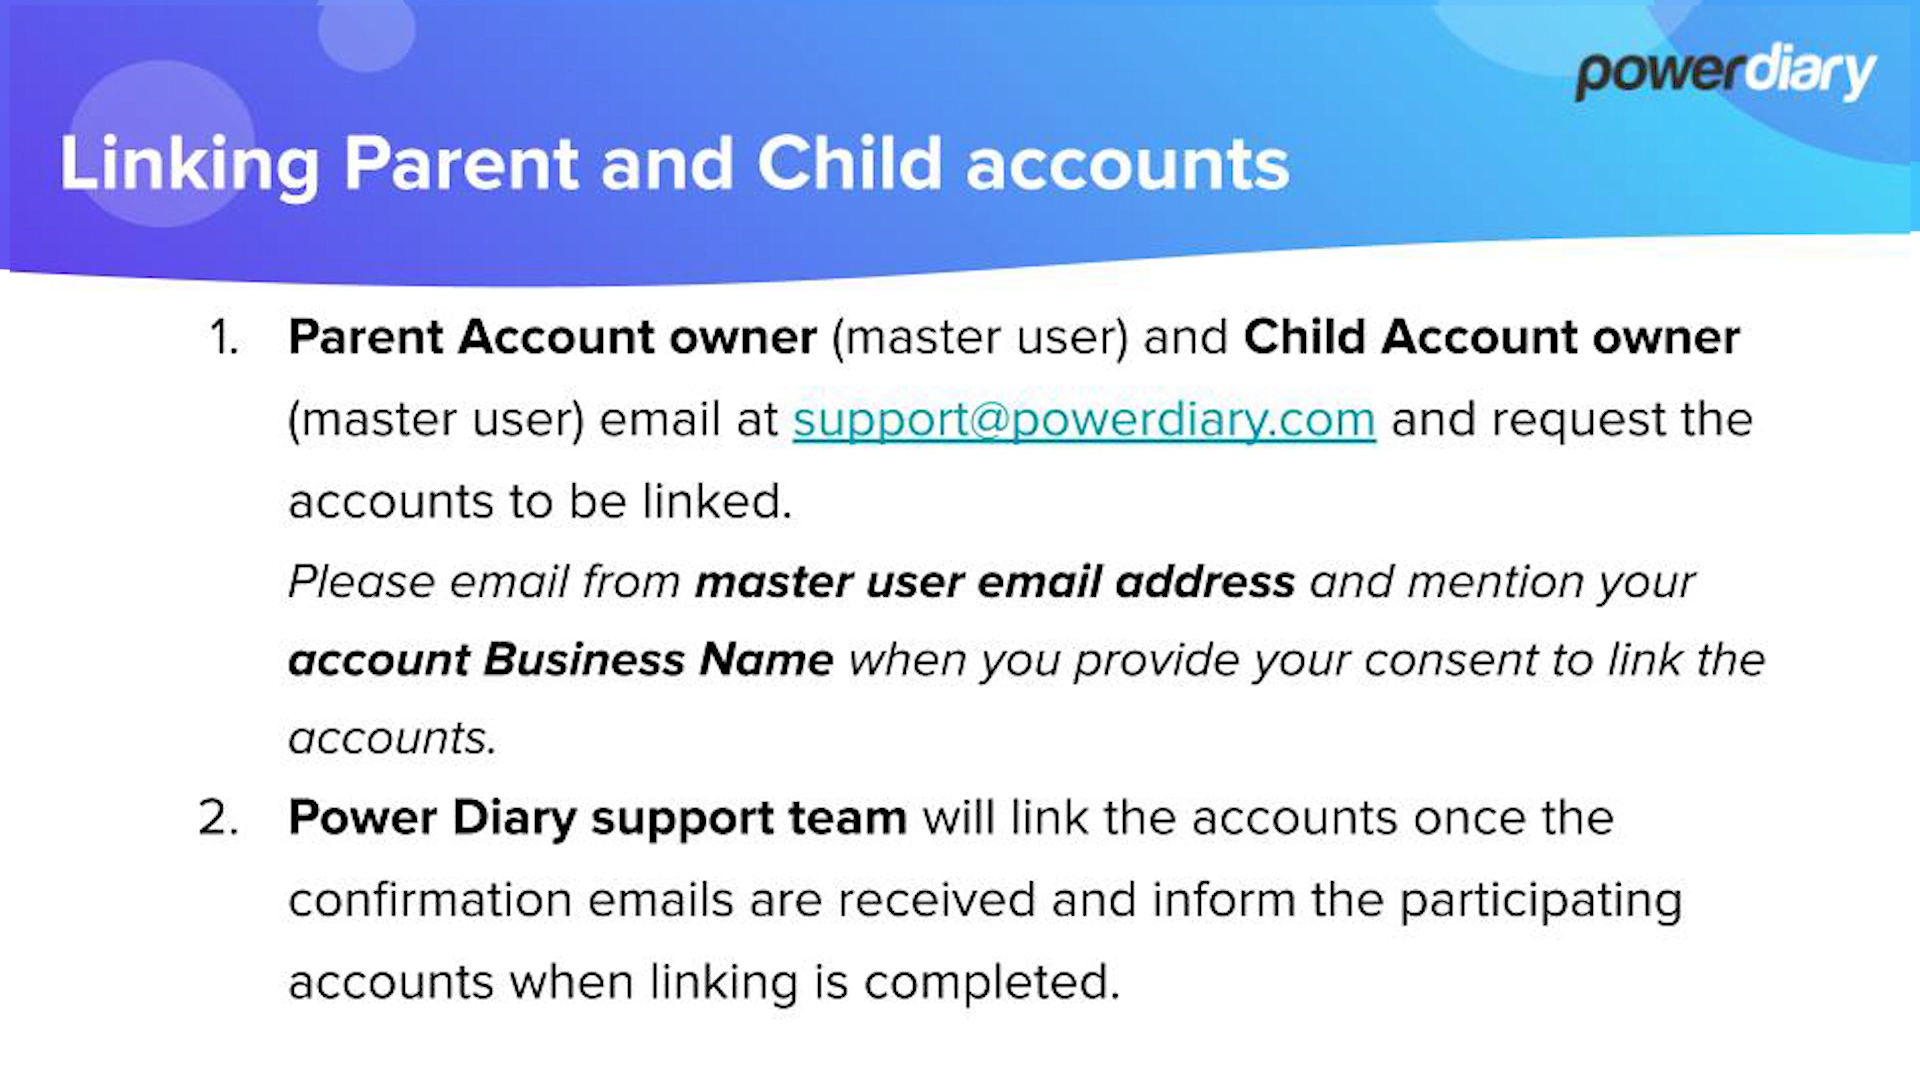 powerdiary
Linking Parent and Child accounts
1. Parent Account owner (master user) and Child Account owner
(master user) email at support@powerdiary.com and request the
accounts to be linked.
Please email from master user email address and mention your
account Business Name when you provide your consent to link the
accounts.
2. Power Diary support team will link the accounts once the
confirmation emails are received and inform the participating
accounts when linking is completed.